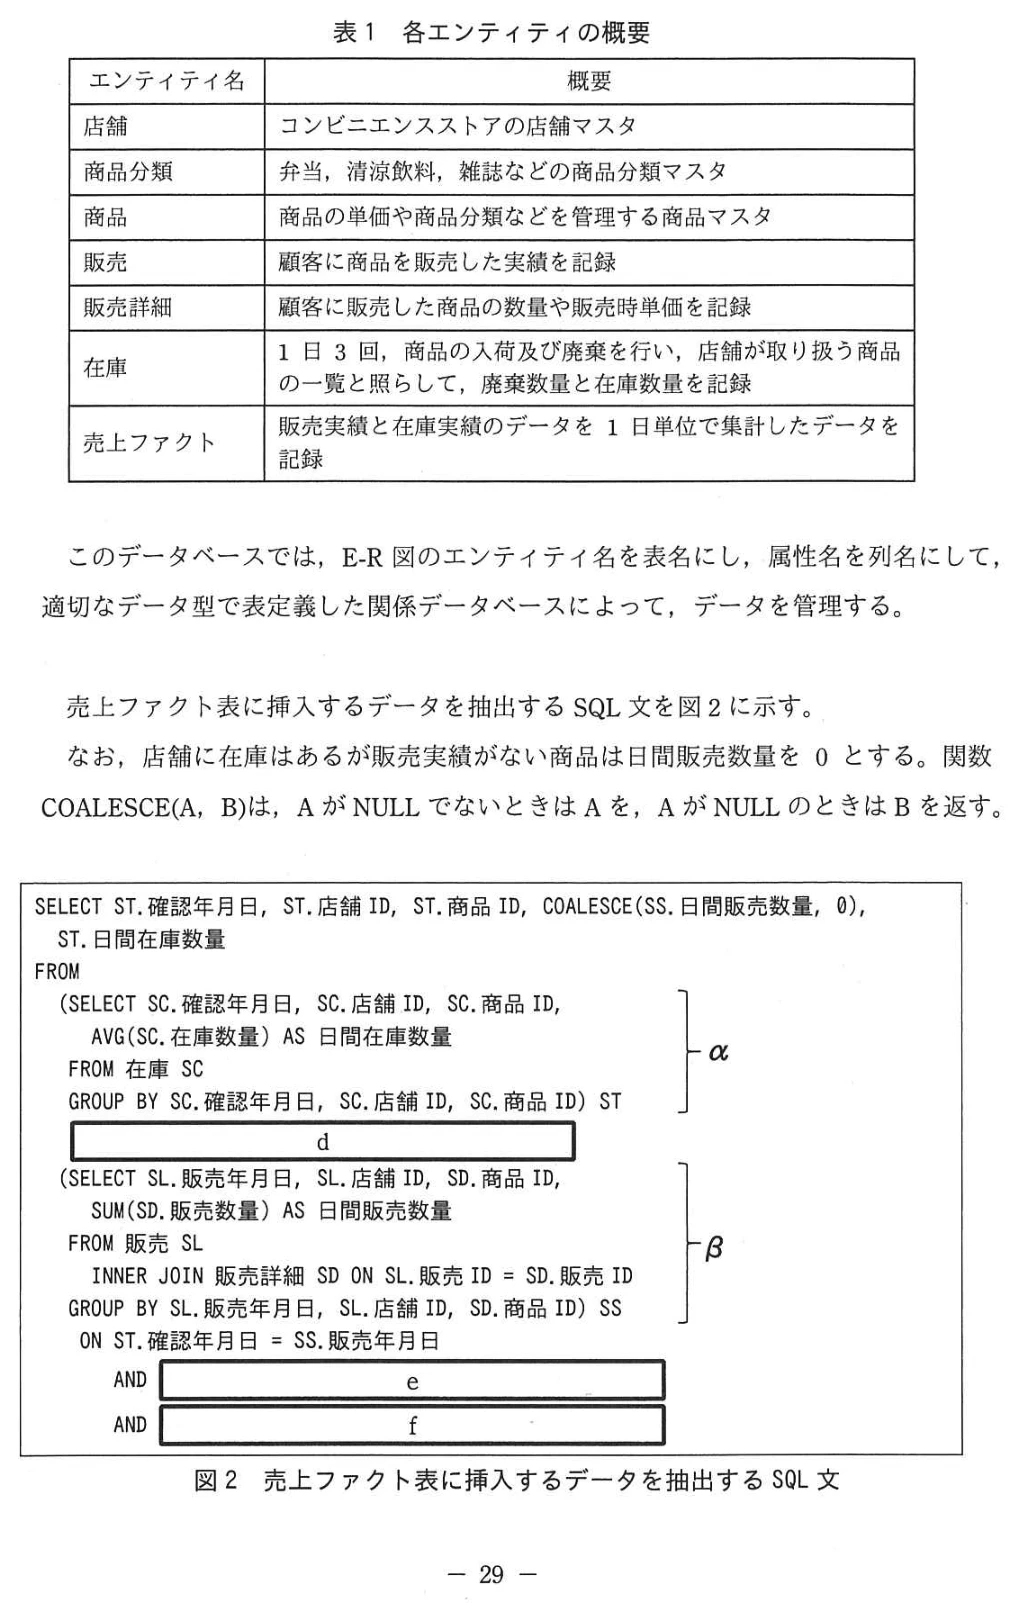 表1 各エンティティの概要
エンティティ名 概要
店舗 コンビニエンスストアの店舗マスタ
商品分類 弁当，清涼飲料，雑誌などの商品分類マスタ
商品 商品の単価や商品分類などを管理する商品マスタ
販売 顧客に商品を販売した実績を記録
販売詳細 顧客に販売した商品の数量や販売時単価を記録
在庫 1 日 3 回，商品の入荷及び廃棄を行い，店舗が取り扱う商品
の一覧と照らして，廃棄数量と在庫数量を記録
売上ファクト 販売実績と在庫実績のデータを 1 日単位で集計したデータを
記録
このデータベースでは，E-R 図のエンティティ名を表名にし，属性名を列名にして，
適切なデータ型で表定義した関係データベースによって，データを管理する。
売上ファクト表に挿入するデータを抽出する SQL 文を図 2 に示す。
なお，店舗に在庫はあるが販売実績がない商品は日間販売数量を 0 とする。関数
COALESCE(A，B)は，A が NULL でないときは A を，A が NULL のときは B を返す。
SELECT ST.確認年月日, ST.店舗 ID, ST.商品 ID, COALESCE(SS.日間販売数量, 0),
ST.日間在庫数量
FROM
(SELECT SC.確認年月日, SC.店舗 ID, SC.商品 ID,
AVG(SC.在庫数量) AS 日間在庫数量
FROM 在庫 SC
α
GROUP BY SC.確認年月日, SC.店舗 ID, SC.商品 ID) ST
d
(SELECT SL.販売年月日, SL.店舗 ID, SD.商品 ID,
SUM(SD.販売数量) AS 日間販売数量
FROM 販売 SL
β
INNER JOIN 販売詳細 SD ON SL.販売 ID = SD.販売 ID
GROUP BY SL.販売年月日, SL.店舗 ID, SD.商品 ID) SS
ON ST.確認年月日 = SS.販売年月日
AND e
AND f
図 2 売上ファクト表に挿入するデータを抽出する SQL 文
－ 29 －